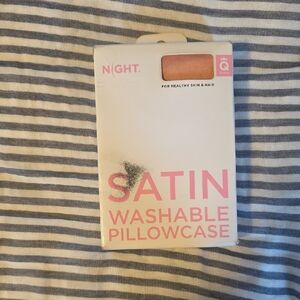 NIGHT.
Q
FOR HEALTHY SKIN & HAIR
SATIN
WASHABLE
PILLOWCASE